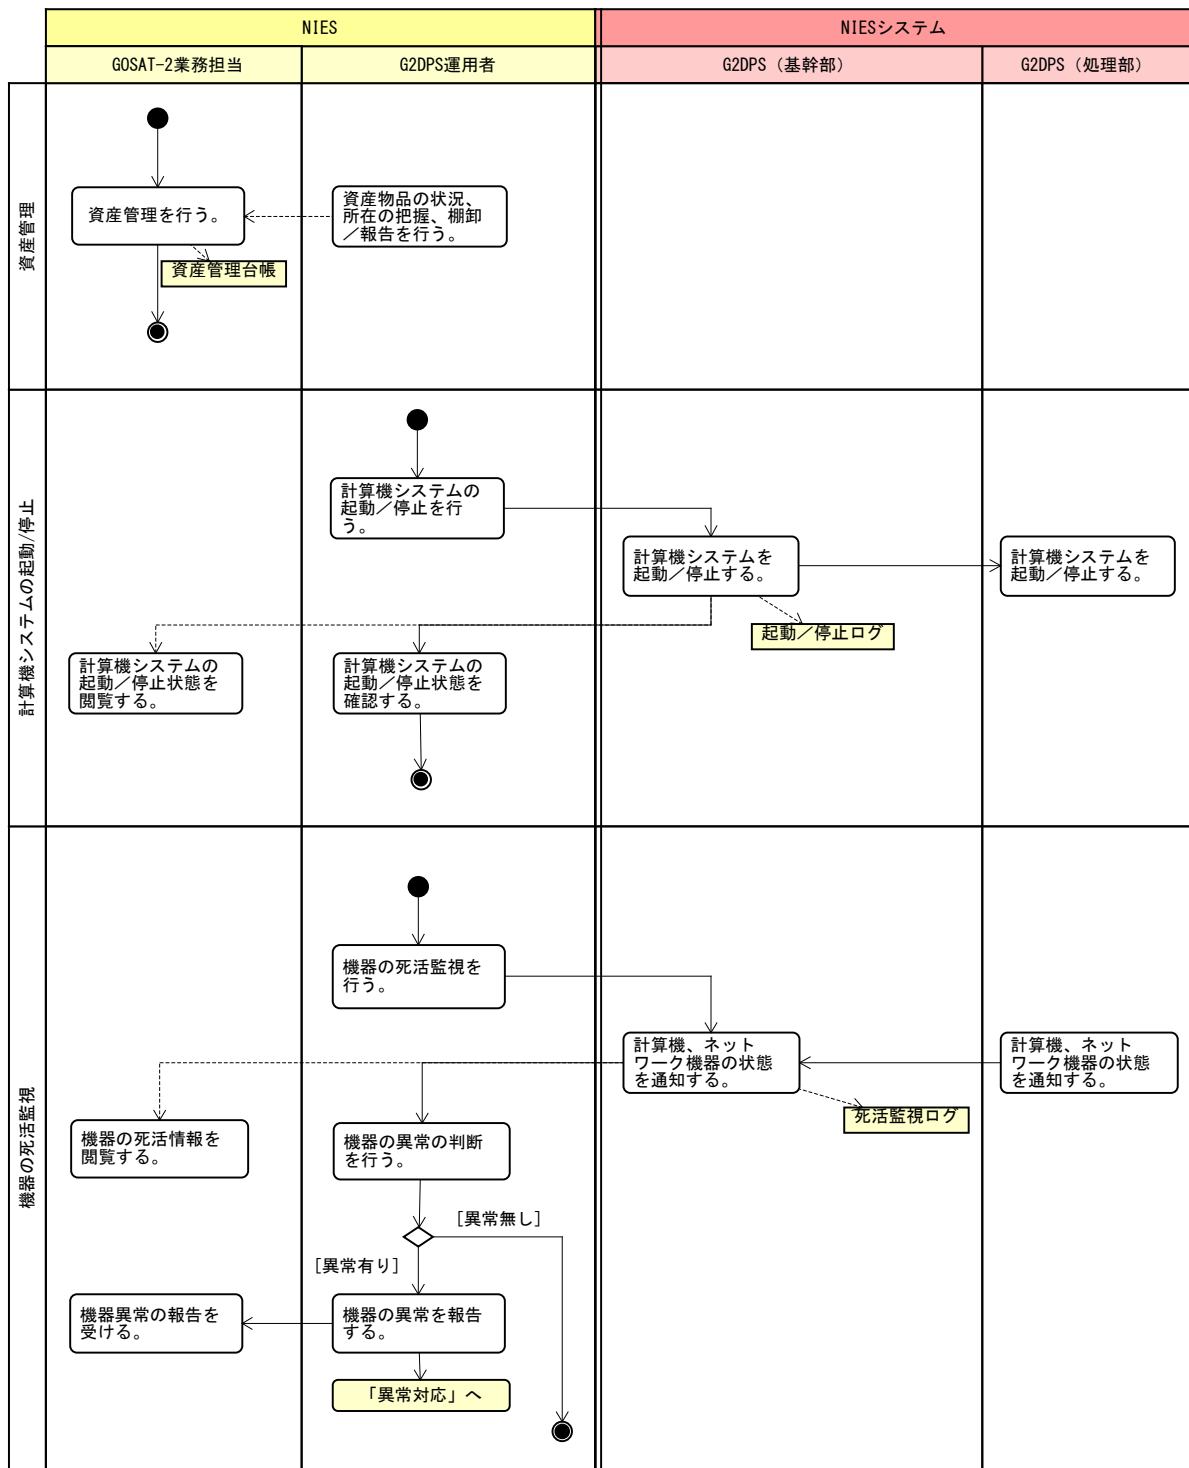 NIES
NIESシステム
GOSAT-2業務担当
G2DPS運用者
G2DPS（基幹部）
G2DPS（処理部）
資産管理
資産管理を行う。
資産物品の状況、
所在の把握、棚卸
／報告を行う。
資産管理台帳
計算機システムの起動/停止
計算機システムの
起動／停止を行
う。
計算機システムを
起動／停止する。
計算機システムを
起動／停止する。
起動／停止ログ
計算機システムの
起動／停止状態を
閲覧する。
計算機システムの
起動／停止状態を
確認する。
機器の死活監視
機器の死活監視を
行う。
計算機、ネット
ワーク機器の状態
を通知する。
計算機、ネット
ワーク機器の状態
を通知する。
死活監視ログ
機器の死活情報を
閲覧する。
機器の異常の判断
を行う。
[異常無し]
[異常有り]
機器異常の報告を
受ける。
機器の異常を報告
する。
「異常対応」へ